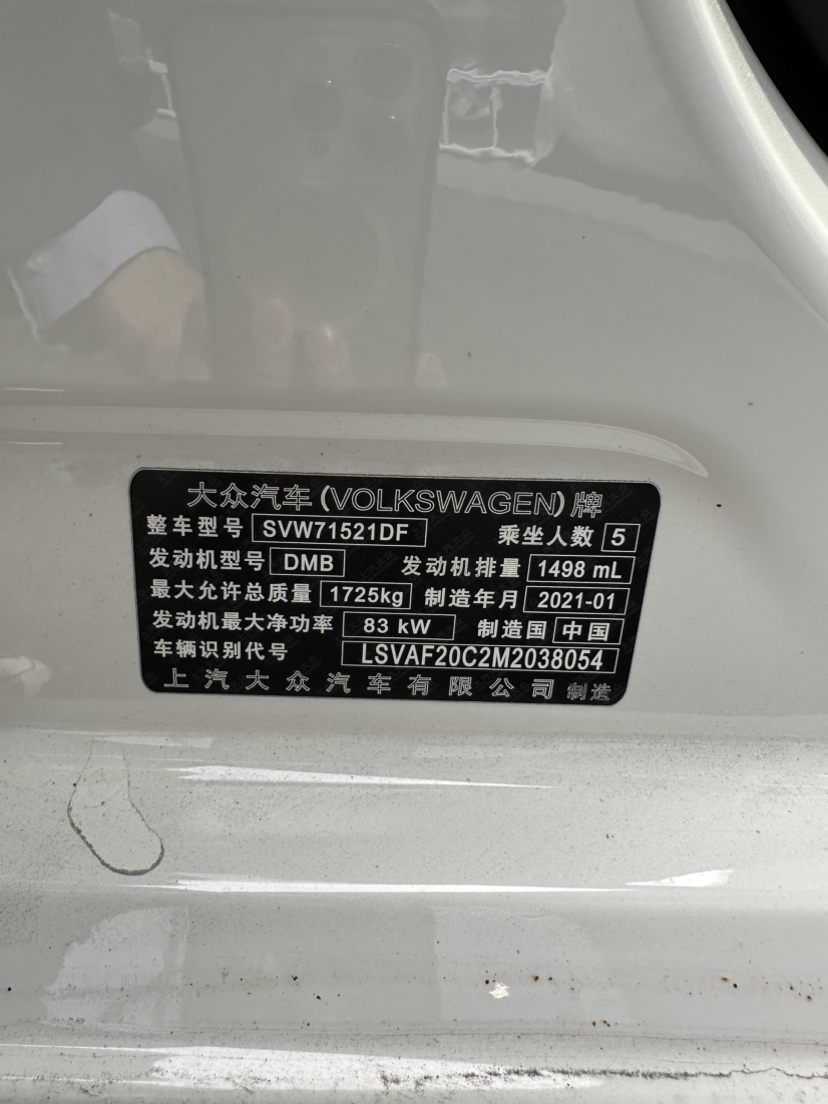 大众汽车(VOLKSWAGEN)牌
整车型号 SVW71521DF 乘坐人数 5
发动机型号 DMB 发动机排量 1498 mL
最大允许总质量 1725kg 制造年月 2021-01
发动机最大净功率 83 kW 制造国 中国
车辆识别代号 LSVAF20C2M2038054
上汽大众汽车有限公司 制造